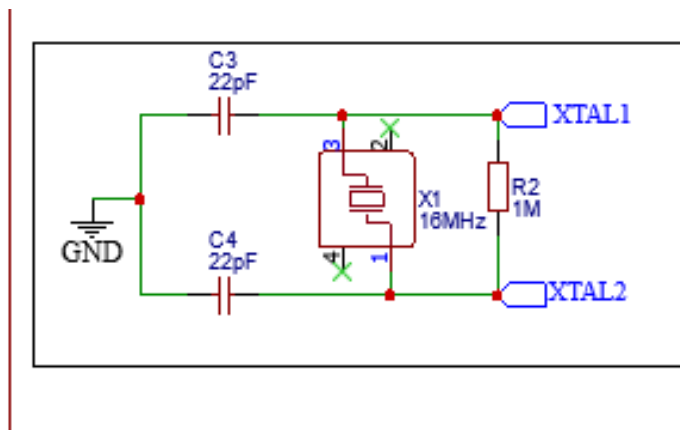 C3
22pF
XTAL1
3
2
X1
16MHz
R2
1M
GND
C4
22pF
4
1
XTAL2